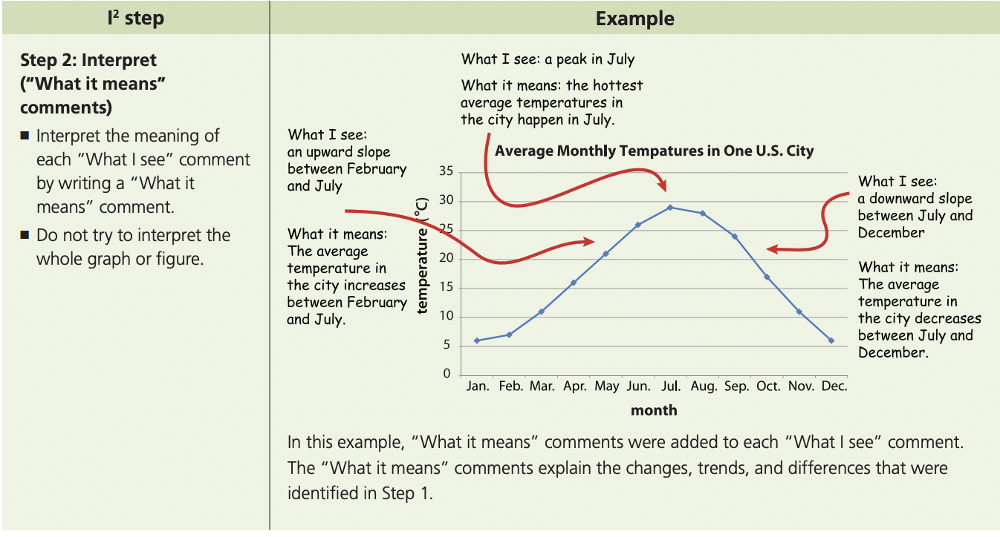 I² step
Example
Step 2: Interpret
("What it means"
comments)
■ Interpret the meaning of
each "What I see" comment
by writing a "What it
means" comment.
■ Do not try to interpret the
whole graph or figure.
What I see: a peak in July
What it means: the hottest
average temperatures in
the city happen in July.
What I see:
an upward slope
between February
and July
What it means:
The average
temperature in
the city increases
between February
and July.
Average Monthly Tempatures in One U.S. City
temperature (°C)
35
30
25
20
15
10
5
0
Jan. Feb. Mar. Apr. May Jun. Jul. Aug. Sep. Oct. Nov. Dec.
month
What I see:
a downward slope
between July and
December
What it means:
The average
temperature in
the city decreases
between July and
December.
In this example, "What it means" comments were added to each "What I see" comment.
The "What it means" comments explain the changes, trends, and differences that were
identified in Step 1.